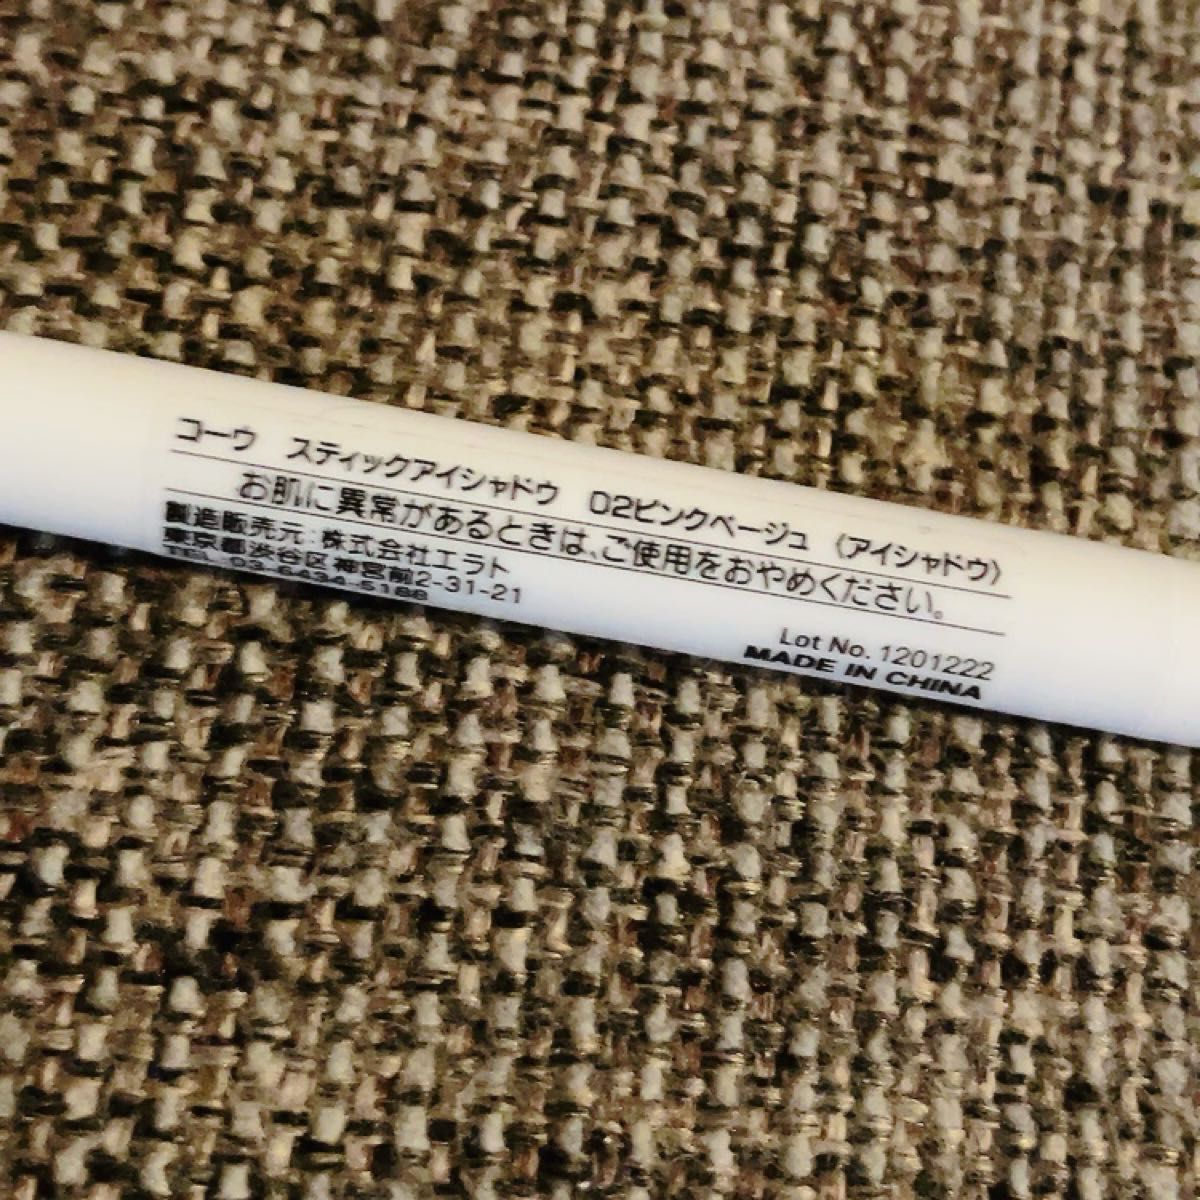 コーウ スティックアイシャドウ 02ピンクベージュ (アイシャドウ)
お肌に異常があるときは、ご使用をおやめください。
製造販売元:株式会社エラト
東京都渋谷区神宮前2-31-21
TEL 03-6434-5188
Lot No. 1201222
MADE IN CHINA